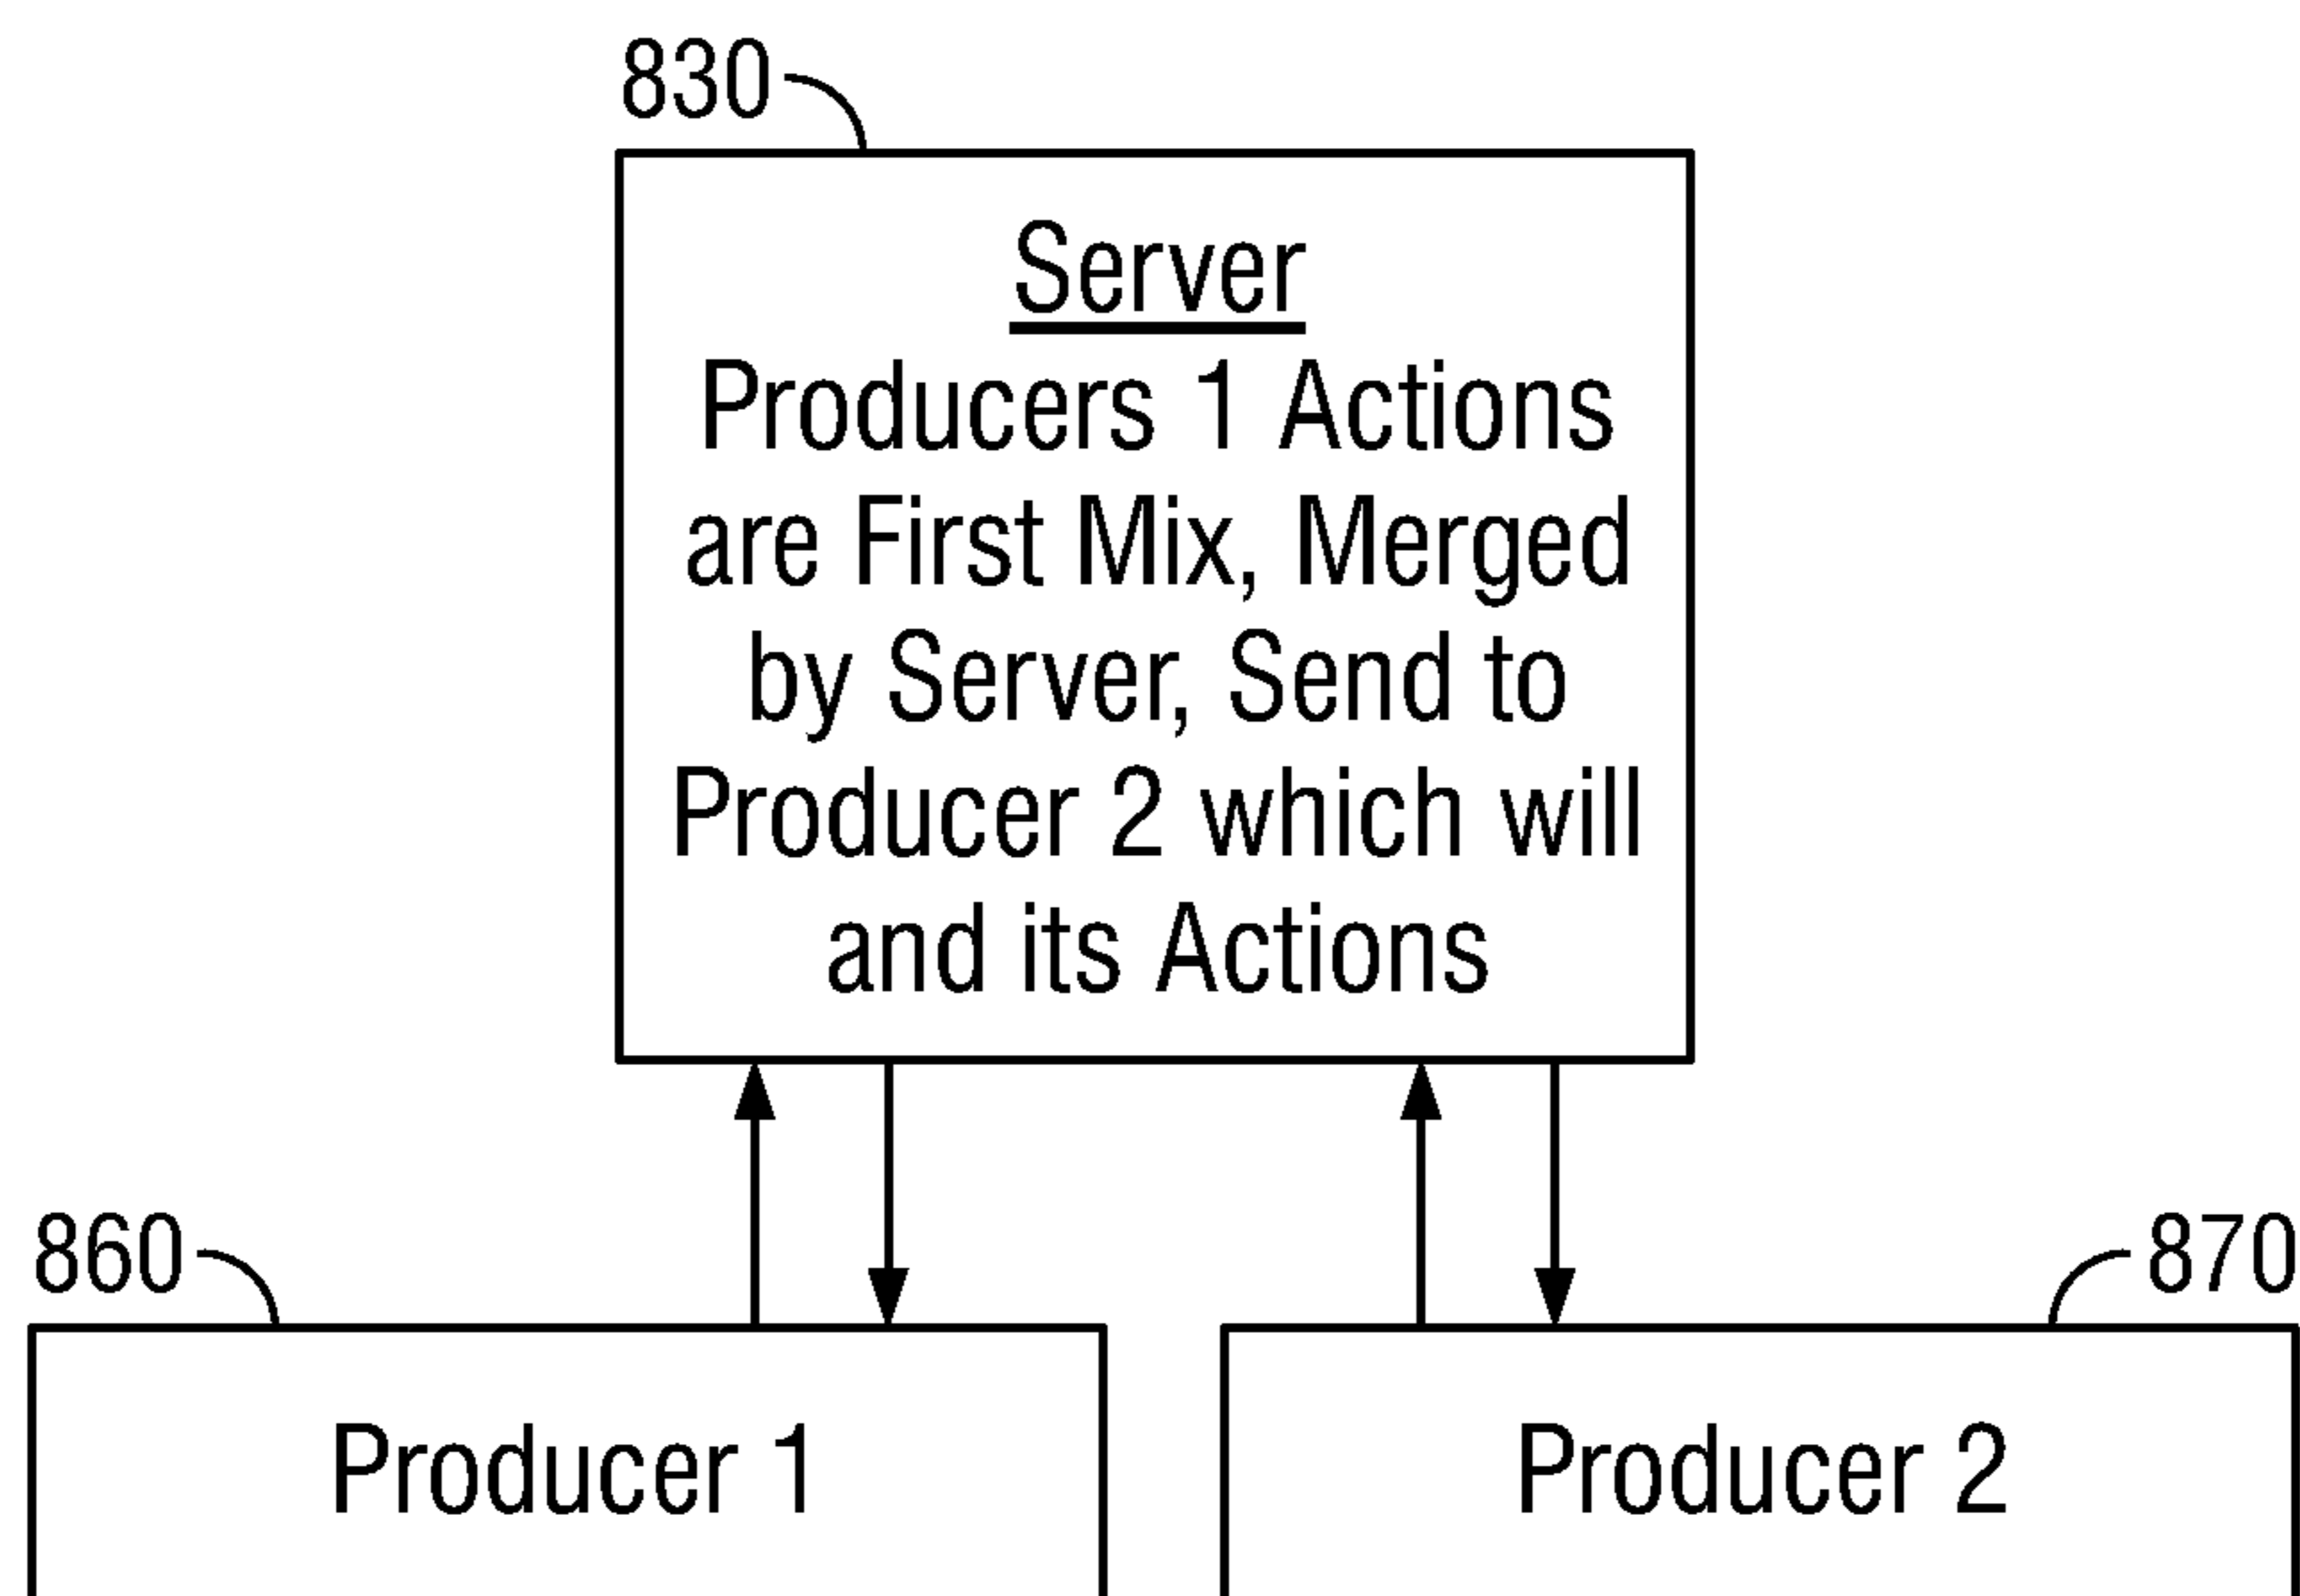 830
Server
Producers 1 Actions
are First Mix, Merged
by Server, Send to
Producer 2 which will
and its Actions
860
870
Producer 1
Producer 2